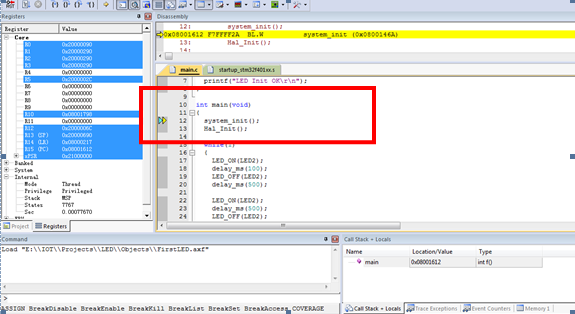 Registers
Register
Value
Core
R0 0x20000090
R1 0x20000090
R2 0x20000090
R3 0x20000090
R4 0x00000000
R5 0x2000002C
R6 0x00000000
R7 0x00000000
R8 0x00000000
R9 0x00000000
R10 0x08001798
R11 0x00000000
R12 0x2000006C
R13 (SP) 0x20000690
R14 (LR) 0x08000217
R15 (PC) 0x08001612
xPSR 0x21000000
Banked
System
Internal
Mode Thread
Privilege Privileged
Stack MSP
States 7767
Sec 0.00077670
Project
Registers
Disassembly
12: system_init();
0x08001612 F7FFFF2A BL.W system_init (0x0800146A)
13: Hal_Init();
14:
main.c
startup_stm32f401xx.s
7 printf("LED Init OK\r\n");
9
10 int main(void)
11 {
12 system_init();
13 Hal_Init();
14
15 while(1)
16 {
17 LED_ON(LED2);
18 delay_ms(100);
19 LED_OFF(LED2);
20 delay_ms(500);
21
22 LED_ON(LED2);
23 delay_ms(500);
24 LED_OFF(LED2);
Command
Load "E:\\IOT\\Projects\\LED\\Objects\\FirstLED.axf"
>
ASSIGN BreakDisable BreakEnable BreakKill BreakList BreakSet BreakAccess COVERAGE
Call Stack + Locals
Name
Location/Value
Type
main
0x08001612
int f()
Call Stack + Locals
Trace Exceptions
Event Counters
Memory 1